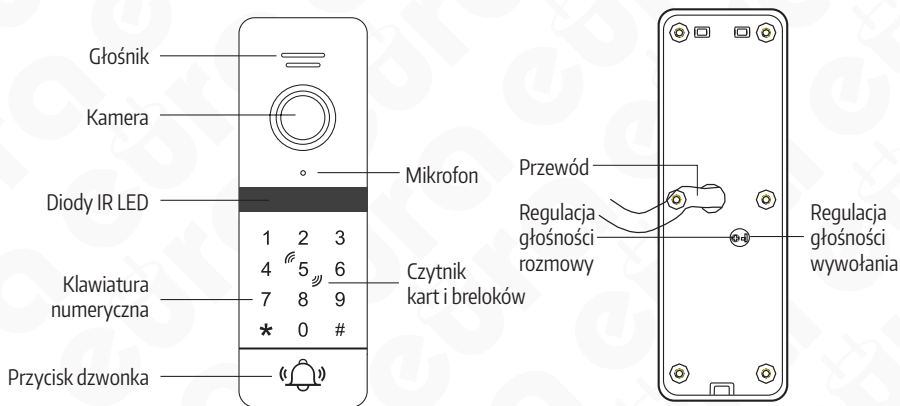 Głośnik
Kamera
Mikrofon
Diody IR LED
1 2 3
4 5 6
7 8 9
* 0 #
Klawiatura
numeryczna
Czytnik
kart i breloków
Przycisk dzwonka
Przewód
Regulacja
głośności
rozmowy
Regulacja
głośności
wywołania
eura